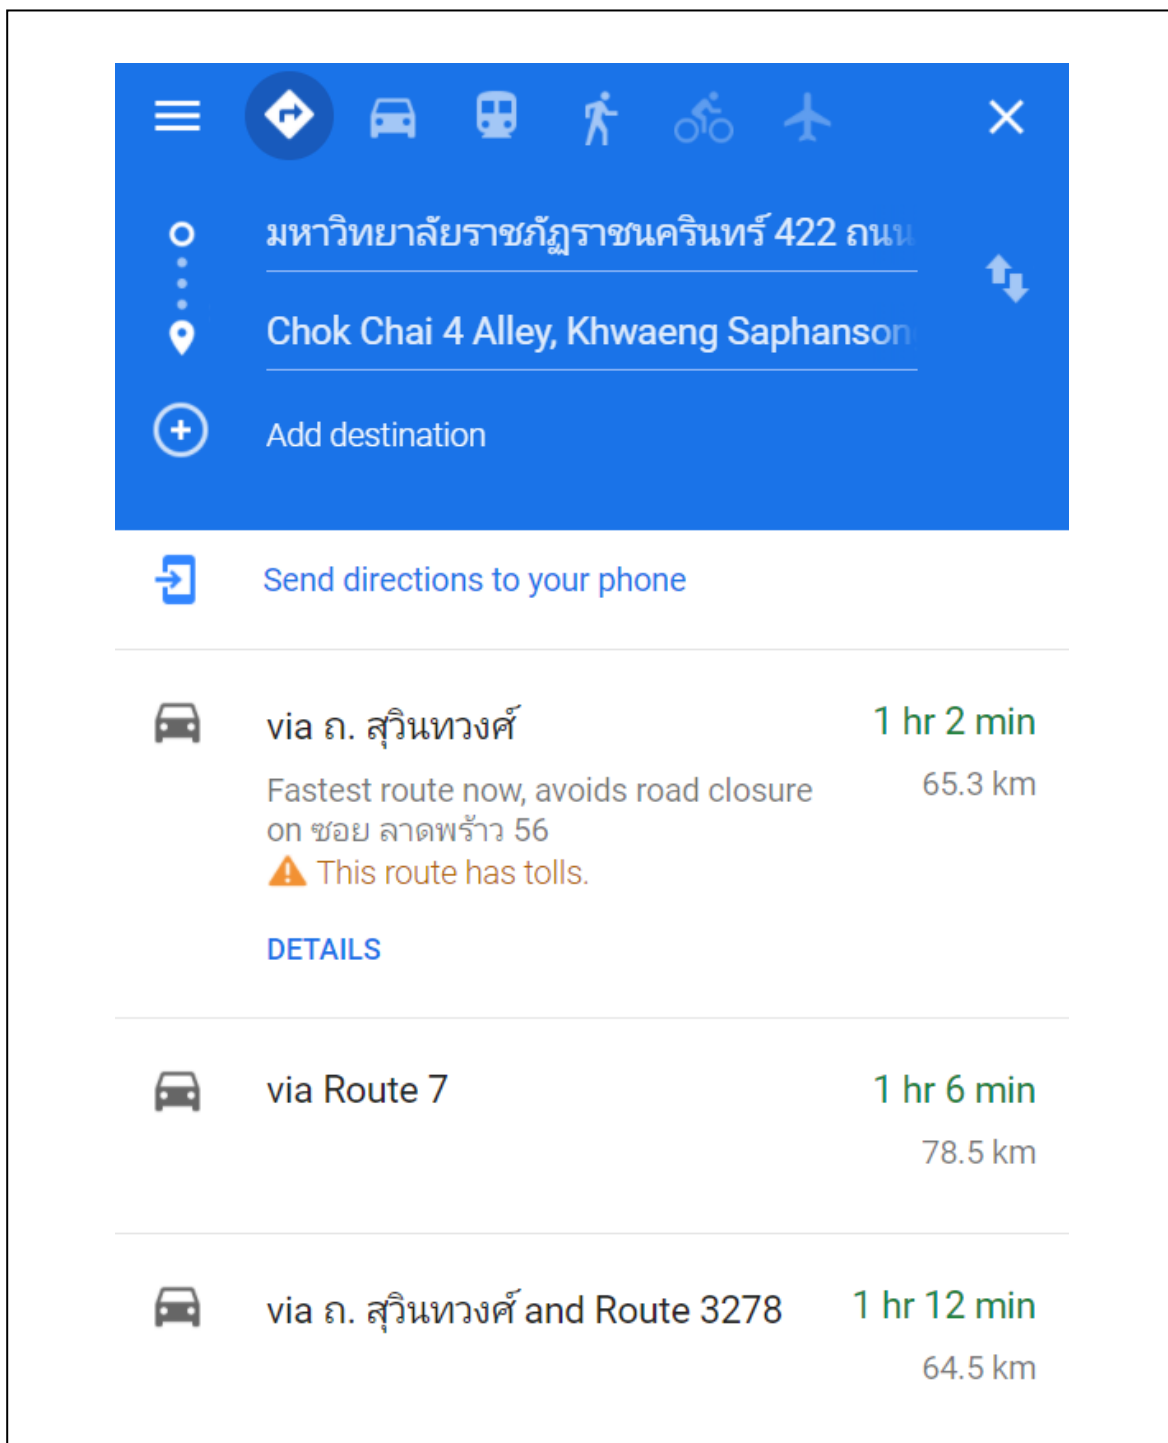 มหาวิทยาลัยราชภัฏราชนครินทร์ 422 ถนน
Chok Chai 4 Alley, Khwaeng Saphanson
Add destination
Send directions to your phone
via ถ. สุวินทวงศ์
1 hr 2 min
Fastest route now, avoids road closure
65.3 km
on ซอย ลาดพร้าว 56
This route has tolls.
DETAILS
via Route 7
1 hr 6 min
78.5 km
via ถ. สุวินทวงศ์ and Route 3278
1 hr 12 min
64.5 km